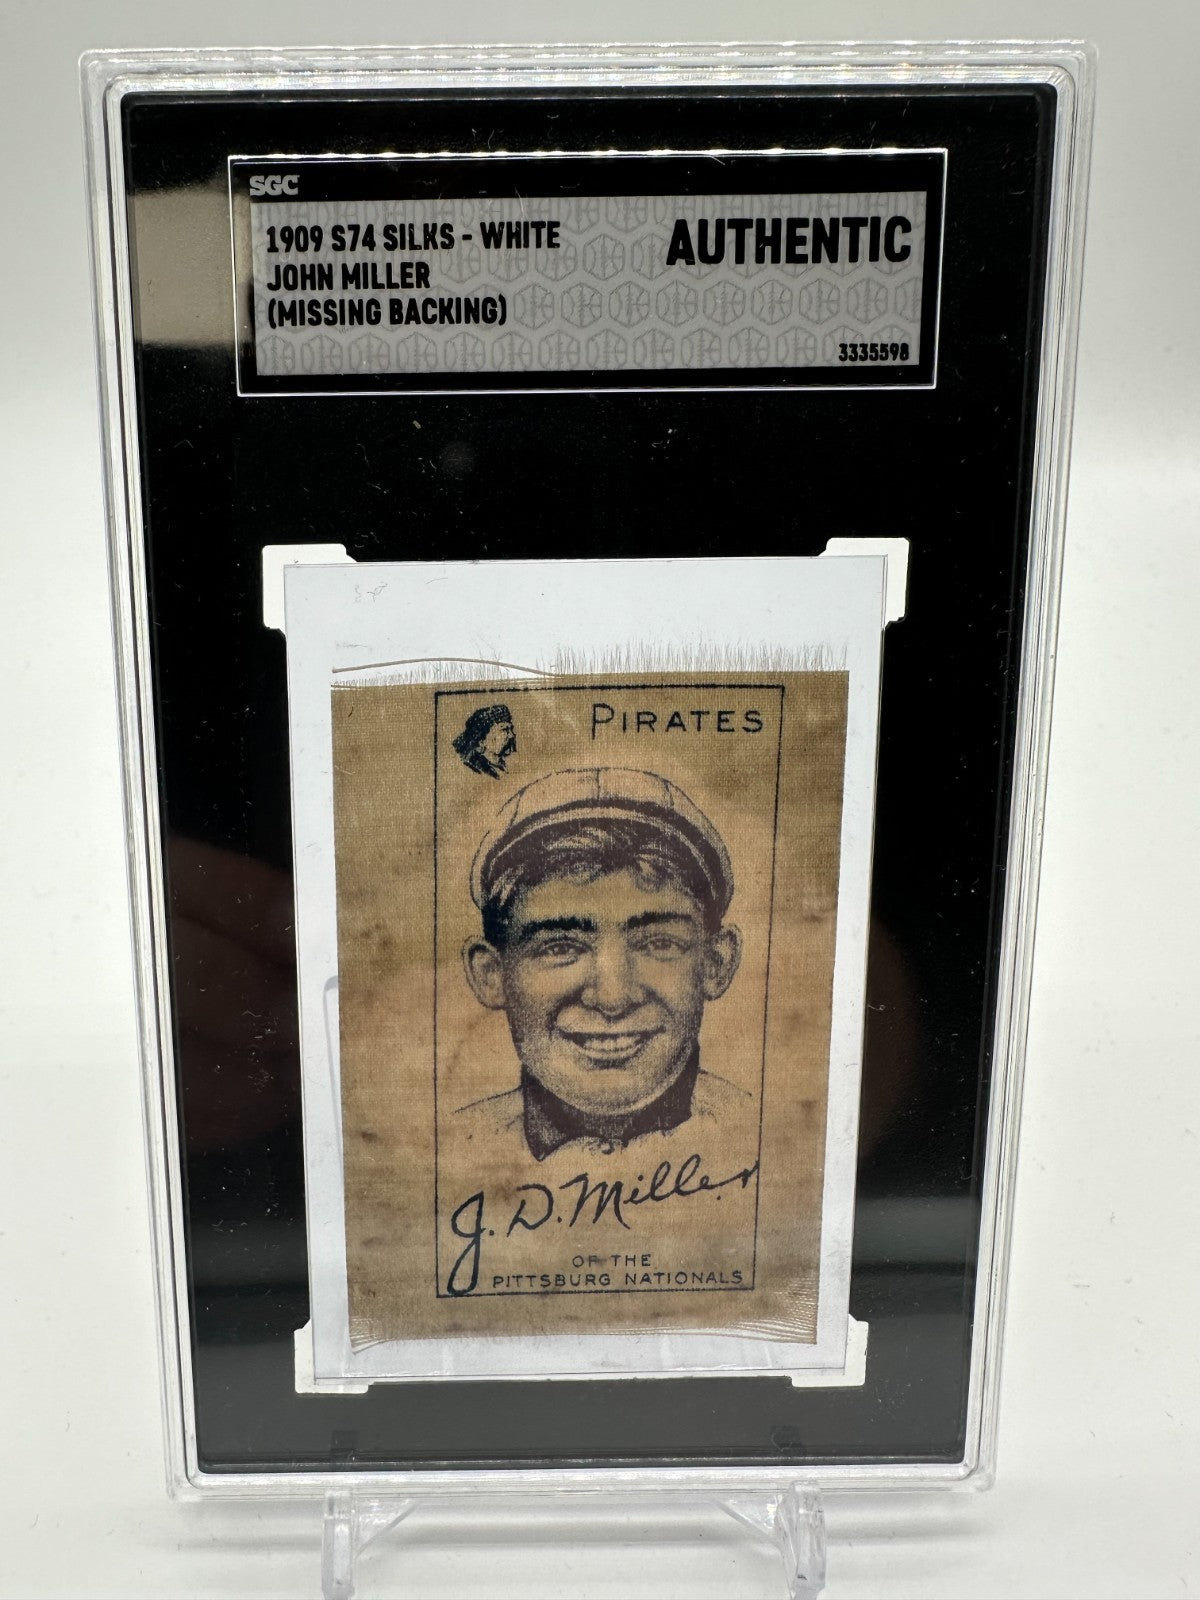 SGC
1909 S74 SILKS - WHITE
AUTHENTIC
JOHN MILLER
(MISSING BACKING)
3335598
PIRATES
J. D. Miller
OF THE
PITTSBURG NATIONALS